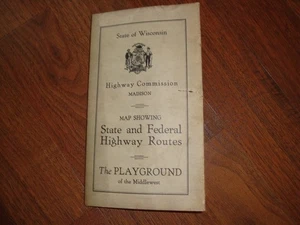 State of Wisconsin
Highway Commission
MADISON
MAP SHOWING
State and Federal
Highway Routes
The PLAYGROUND
of the Middlewest